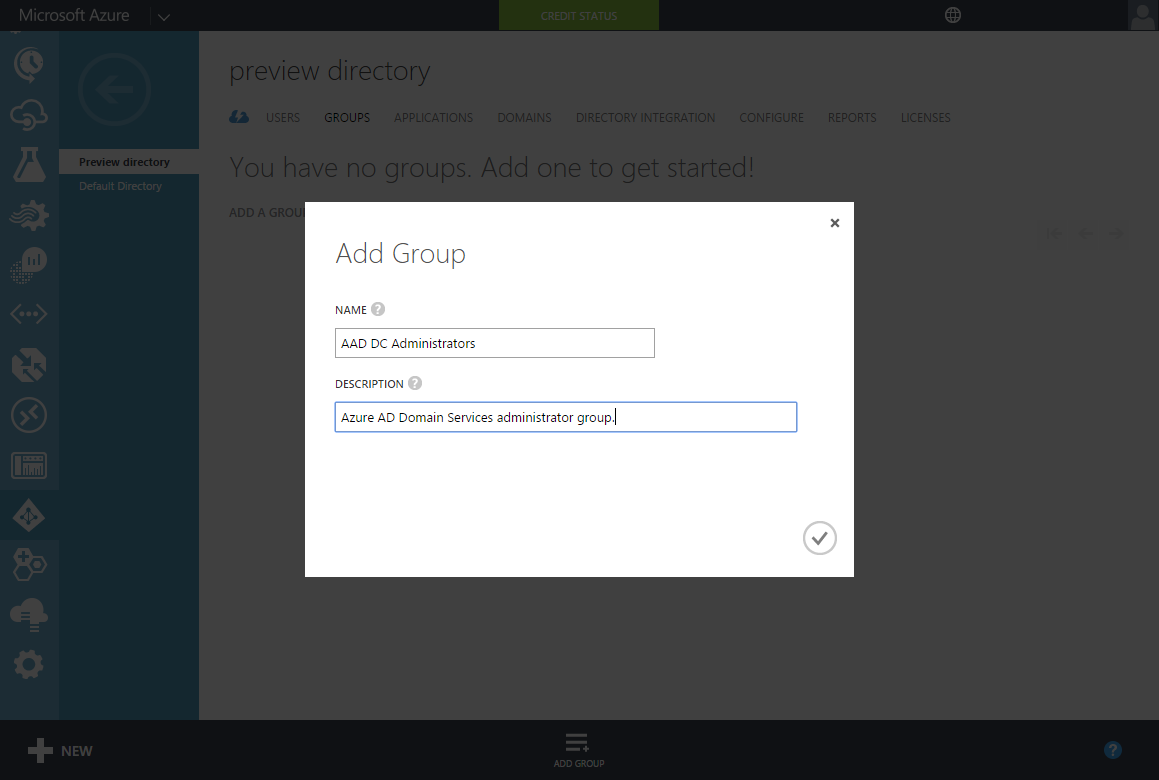 Microsoft Azure
CREDIT STATUS
preview directory
USERS GROUPS APPLICATIONS DOMAINS DIRECTORY INTEGRATION CONFIGURE REPORTS LICENSES
Preview directory
Default Directory
You have no groups. Add one to get started!
ADD A GROU
Add Group
NAME ?
AAD DC Administrators
DESCRIPTION ?
Azure AD Domain Services administrator group.
NEW
ADD GROUP
?